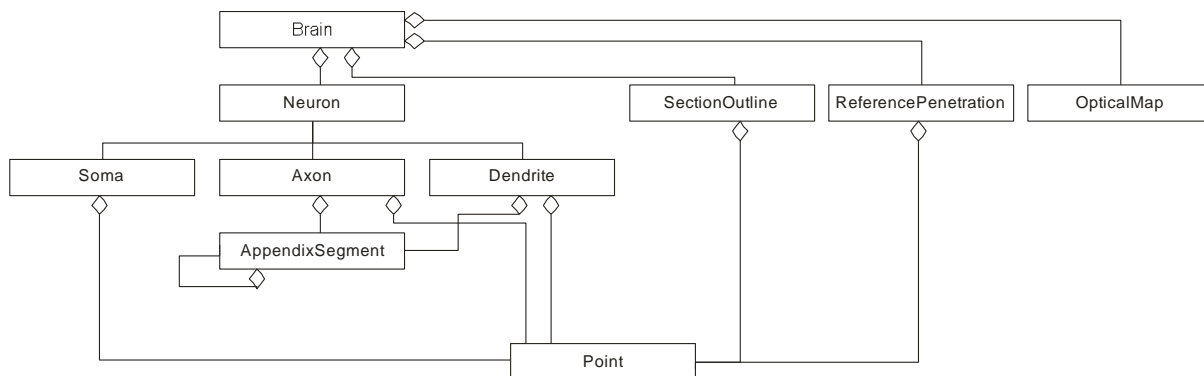 Brain
Neuron
SectionOutline
ReferencePenetration
OpticalMap
Soma
Axon
Dendrite
AppendixSegment
Point